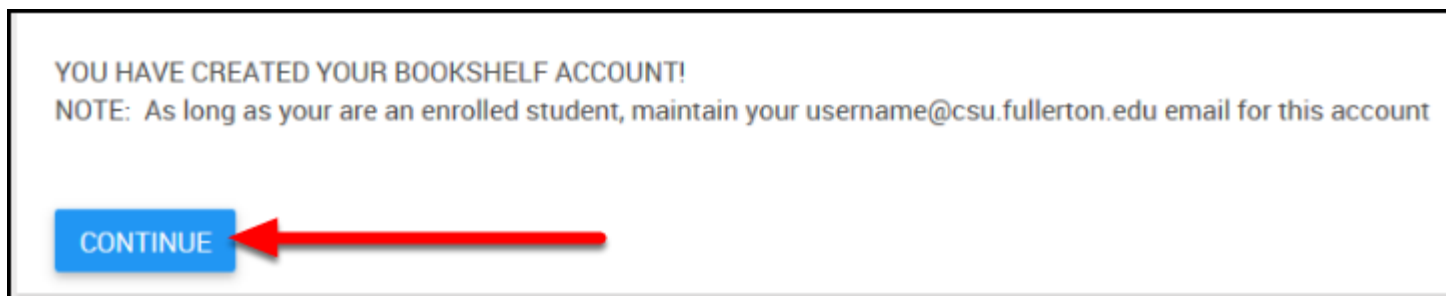 YOU HAVE CREATED YOUR BOOKSHELF ACCOUNT!
NOTE:  As long as your are an enrolled student, maintain your username@csu.fullerton.edu email for this account
CONTINUE